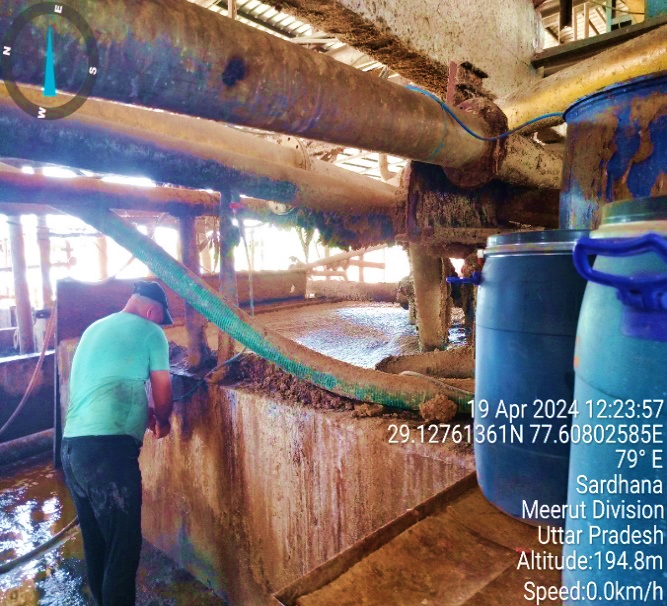 N
E
S
W
19 Apr 2024 12:23:57
29.12761361N 77.60802585E
79° E
Sardhana
Meerut Division
Uttar Pradesh
Altitude:194.8m
Speed:0.0km/h